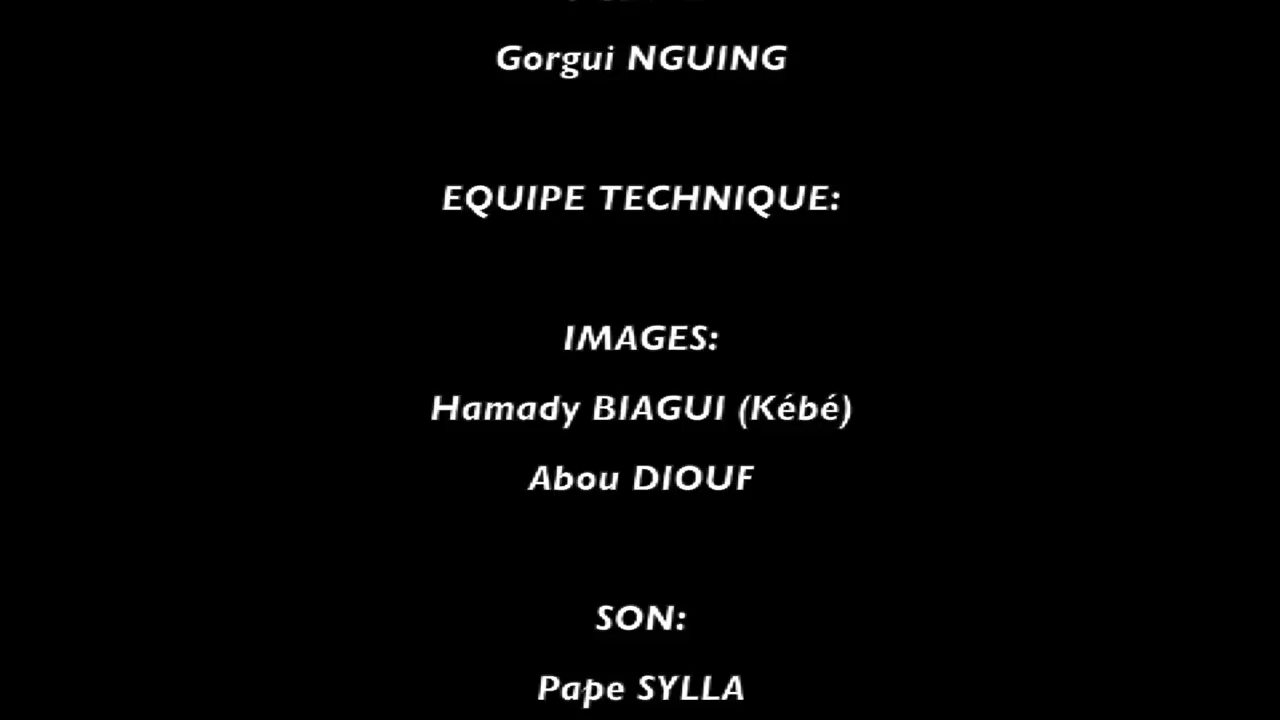 Gorgui NGUING
EQUIPE TECHNIQUE:
IMAGES:
Hamady BIAGUI (Kébé)
Abou DIOUF
SON:
Pape SYLLA